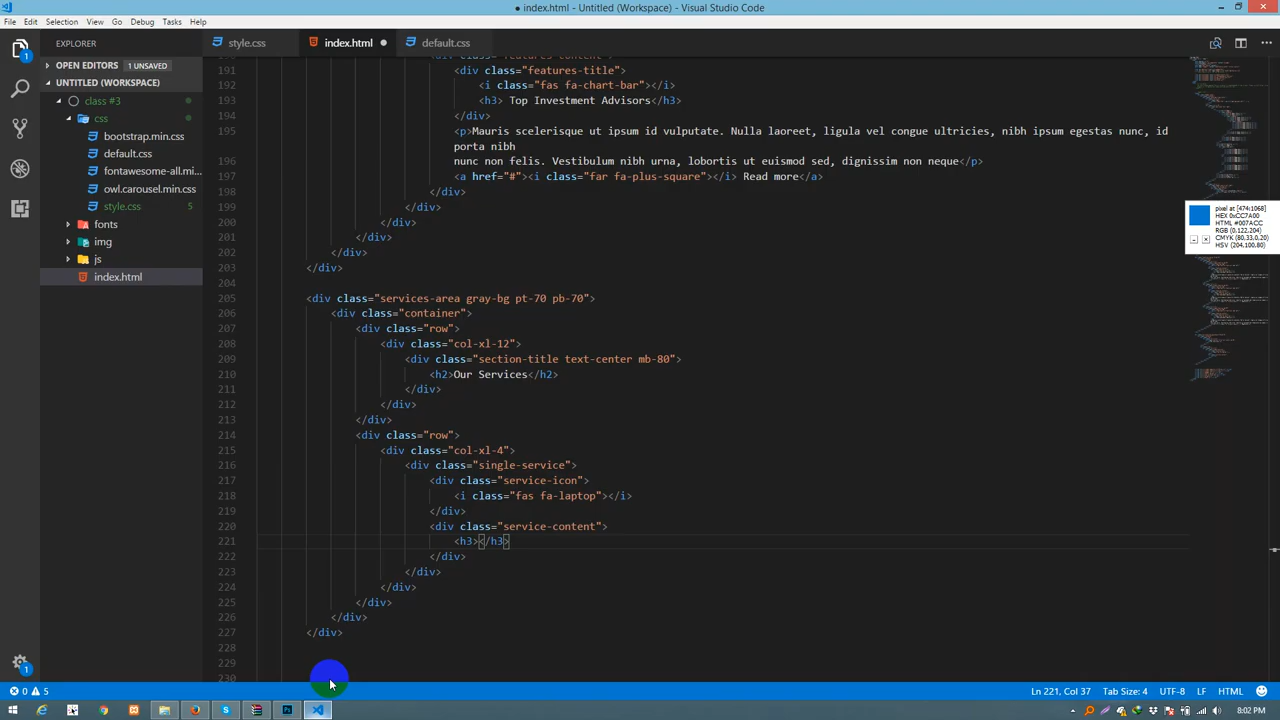 ● index.html - Untitled (Workspace) - Visual Studio Code
File Edit Selection View Go Debug Tasks Help
EXPLORER
style.css
index.html
default.css
OPEN EDITORS 1 UNSAVED
UNTITLED (WORKSPACE)
class #3
css
bootstrap.min.css
default.css
fontawesome-all.mi...
owl.carousel.min.css
style.css 5
fonts
img
js
index.html
1
1
191 <div class="features-title">
192 <i class="fas fa-chart-bar"></i>
193 <h3> Top Investment Advisors</h3>
194 </div>
195 <p>Mauris scelerisque ut ipsum id vulputate. Nulla laoreet, ligula vel congue ultricies, nibh ipsum egestas nunc, id
porta nibh
196 nunc non felis. Vestibulum nibh urna, lobortis ut euismod sed, dignissim non neque</p>
197 <a href="#"><i class="far fa-plus-square"></i> Read more</a>
198 </div>
199 </div>
200 </div>
201 </div>
202 </div>
203 </div>
204
205 <div class="services-area gray-bg pt-70 pb-70">
206 <div class="container">
207 <div class="row">
208 <div class="col-xl-12">
209 <div class="section-title text-center mb-80">
210 <h2>Our Services</h2>
211 </div>
212 </div>
213 </div>
214 <div class="row">
215 <div class="col-xl-4">
216 <div class="single-service">
217 <div class="service-icon">
218 <i class="fas fa-laptop"></i>
219 </div>
220 <div class="service-content">
221 <h3></h3>
222 </div>
223 </div>
224 </div>
225 </div>
226 </div>
227 </div>
228
229
230
pixel at [474:1068]
HEX 0xCC7A00
HTML #007ACC
RGB (0,122,204)
CMYK (80,33,0,20)
HSV (204,100,80)
0 5
Ln 221, Col 37 Tab Size: 4 UTF-8 LF HTML
8:02 PM